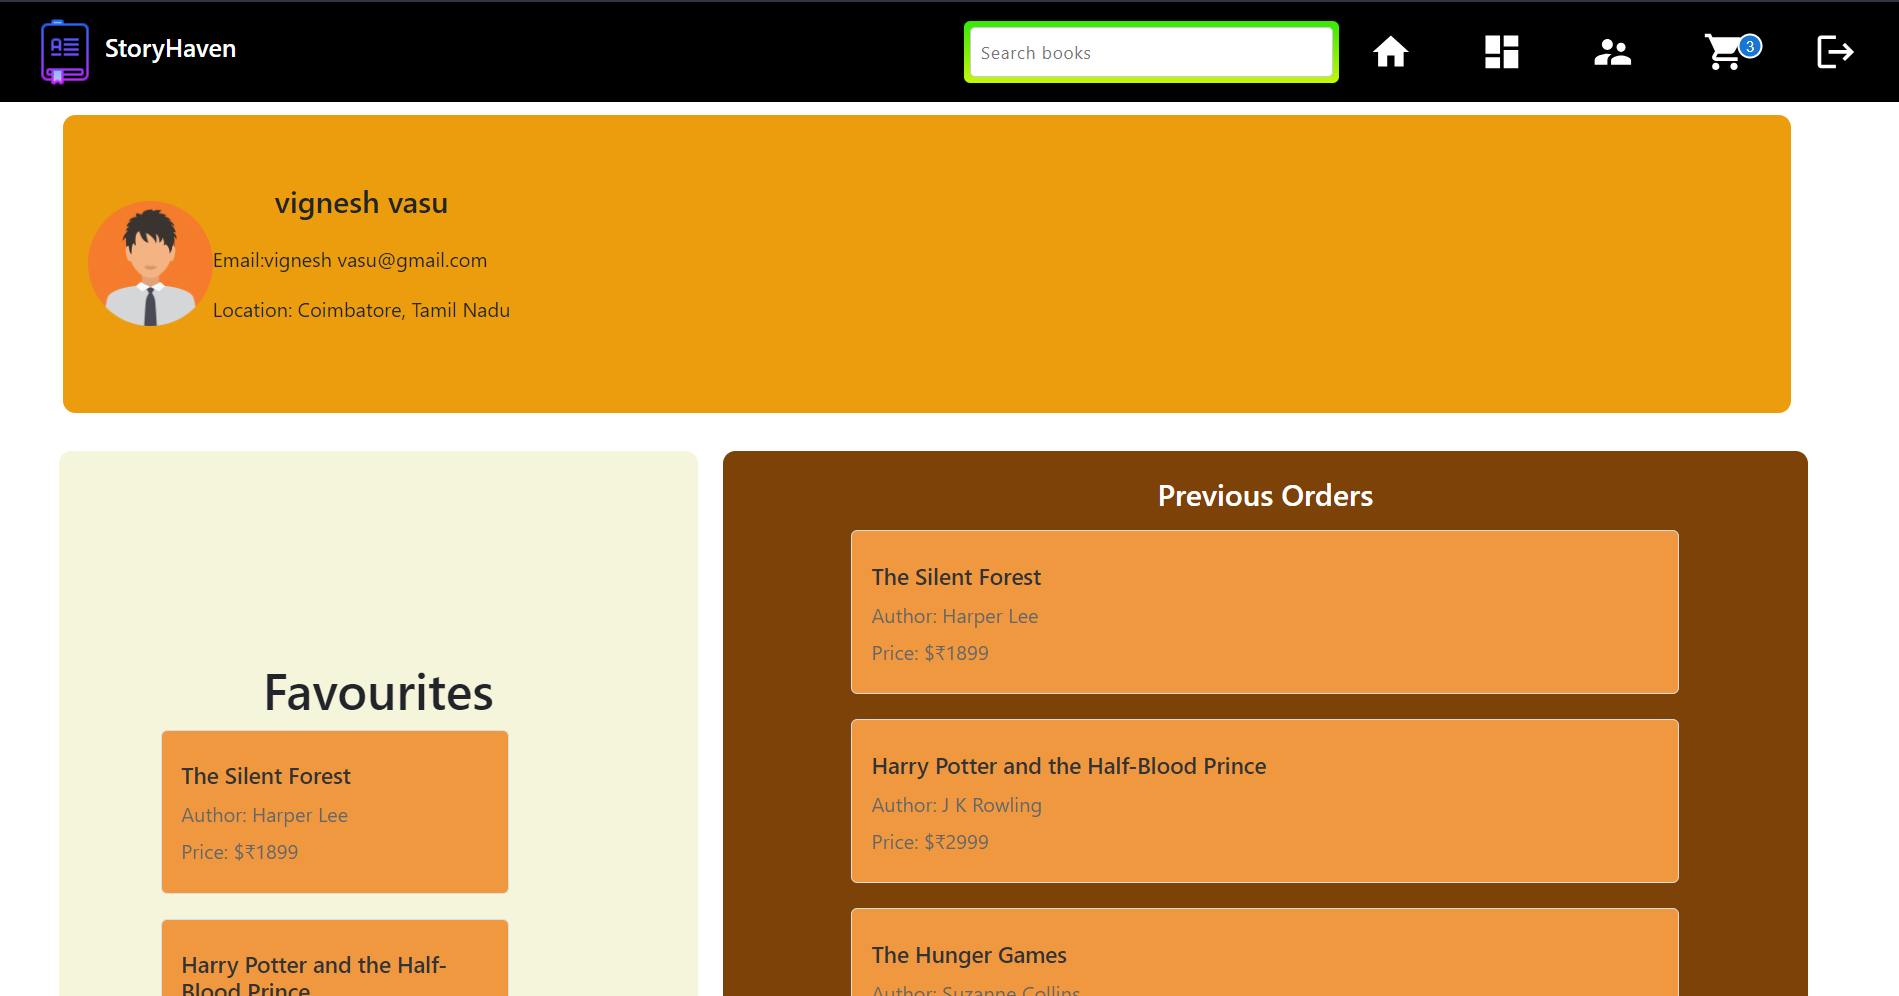 StoryHaven
Search books
3
vignesh vasu
Email:vignesh vasu@gmail.com
Location: Coimbatore, Tamil Nadu
Favourites
The Silent Forest
Author: Harper Lee
Price: $₹1899
Harry Potter and the Half-
Blood Prince
Previous Orders
The Silent Forest
Author: Harper Lee
Price: $₹1899
Harry Potter and the Half-Blood Prince
Author: J K Rowling
Price: $₹2999
The Hunger Games
Author: Suzanne Collins